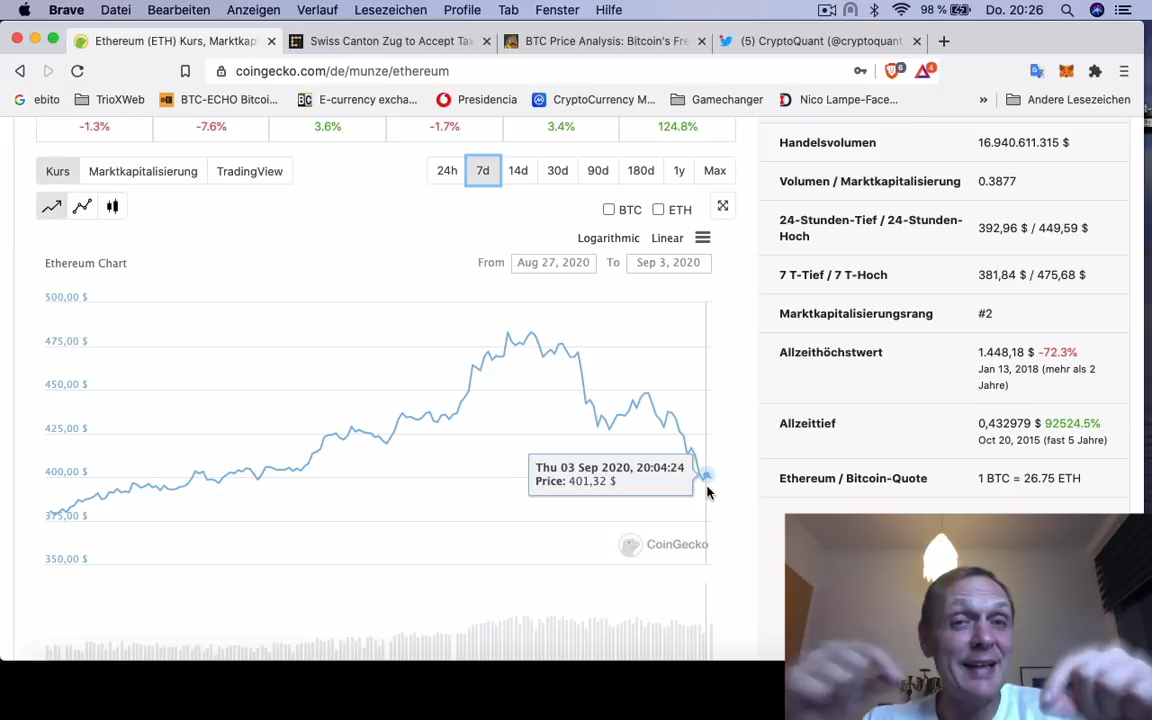 Brave Datei Bearbeiten Anzeigen Verlauf Lesezeichen Profile Tab Fenster Hilfe 98 % Do. 20:26
Ethereum (ETH) Kurs, Marktkap Swiss Canton Zug to Accept Tax BTC Price Analysis: Bitcoin's Fre (5) CryptoQuant (@cryptoquant
coingecko.com/de/munze/ethereum 6 4
ebito TrioXWeb BTC-ECHO Bitcoi... E-currency excha... Presidencia CryptoCurrency M... Gamechanger Nico Lampe-Face... » Andere Lesezeichen
-1.3% -7.6% 3.6% -1.7% 3.4% 124.8%
Kurs Marktkapitalisierung TradingView 24h 7d 14d 30d 90d 180d 1y Max
BTC ETH
Logarithmic Linear
Ethereum Chart From Aug 27, 2020 To Sep 3, 2020
500,00 $
475,00 $
450,00 $
425,00 $
400,00 $
375,00 $
350,00 $
Thu 03 Sep 2020, 20:04:24
Price: 401,32 $
CoinGecko
Handelsvolumen 16.940.611.315 $
Volumen / Marktkapitalisierung 0.3877
24-Stunden-Tief / 24-Stunden-
Hoch 392,96 $ / 449,59 $
7 T-Tief / 7 T-Hoch 381,84 $ / 475,68 $
Marktkapitalisierungsrang #2
Allzeithöchstwert 1.448,18 $ -72.3%
Jan 13, 2018 (mehr als 2
Jahre)
Allzeittief 0,432979 $ 92524.5%
Oct 20, 2015 (fast 5 Jahre)
Ethereum / Bitcoin-Quote 1 BTC = 26.75 ETH